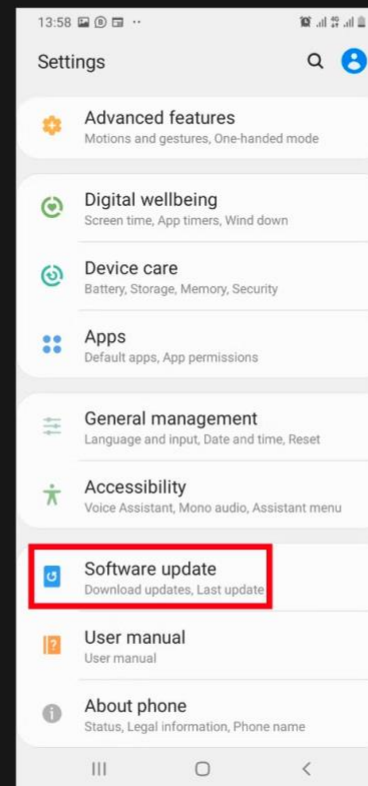 13:58
Settings
Advanced features
Motions and gestures, One-handed mode
Digital wellbeing
Screen time, App timers, Wind down
Device care
Battery, Storage, Memory, Security
Apps
Default apps, App permissions
General management
Language and input, Date and time, Reset
Accessibility
Voice Assistant, Mono audio, Assistant menu
Software update
Download updates, Last update
User manual
User manual
About phone
Status, Legal information, Phone name